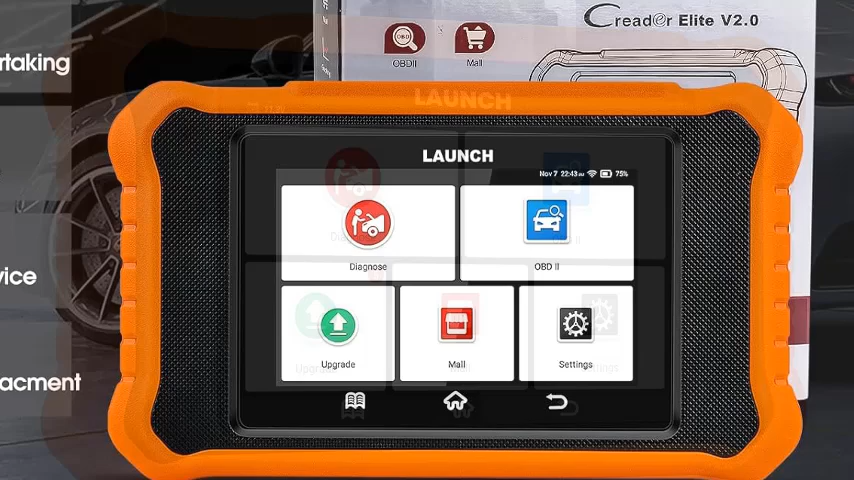 Creader Elite V2.0
rtaking
OBDII
Mall
LAUNCH
LAUNCH
Nov 7 22:43 75%
Diagnose
OBD II
vice
Upgrade
Mall
Settings
acment